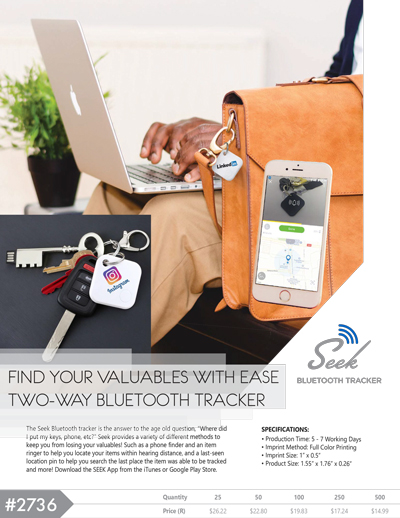 LinkedIn
Instagram
Seek
BLUETOOTH TRACKER
FIND YOUR VALUABLES WITH EASE
TWO-WAY BLUETOOTH TRACKER
The Seek Bluetooth tracker is the answer to the age old question, "Where did
I put my keys, phone, etc?" Seek provides a variety of different methods to
keep you from losing your valuables! Such as a phone finder and an item
ringer to help you locate your items within hearing distance, and a last-seen
location pin to help you search the last place the item was able to be tracked
and more! Download the SEEK App from the iTunes or Google Play Store.
SPECIFICATIONS:
• Production Time: 5 - 7 Working Days
• Imprint Method: Full Color Printing
• Imprint Size: 1" x 0.5"
• Product Size: 1.55" x 1.76" x 0.26"
#2736
Quantity 25 50 100 250 500
Price (R) $26.22 $22.80 $19.83 $17.24 $14.99